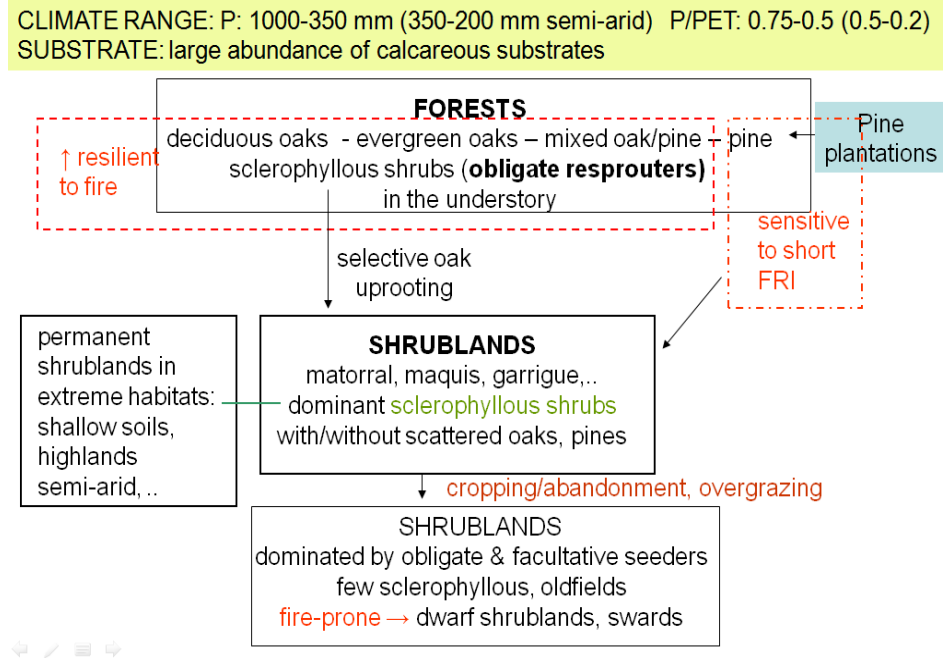 CLIMATE RANGE: P: 1000-350 mm (350-200 mm semi-arid) P/PET: 0.75-0.5 (0.5-0.2)
SUBSTRATE: large abundance of calcareous substrates
FORESTS
deciduous oaks - evergreen oaks – mixed oak/pine – pine
sclerophyllous shrubs (obligate resprouters)
in the understory
↑ resilient
to fire
Pine
plantations
sensitive
to short
FRI
selective oak
uprooting
permanent
shrublands in
extreme habitats:
shallow soils,
highlands
semi-arid, ..
SHRUBLANDS
matorral, maquis, garrigue,..
dominant sclerophyllous shrubs
with/without scattered oaks, pines
cropping/abandonment, overgrazing
SHRUBLANDS
dominated by obligate & facultative seeders
few sclerophyllous, oldfields
fire-prone → dwarf shrublands, swards